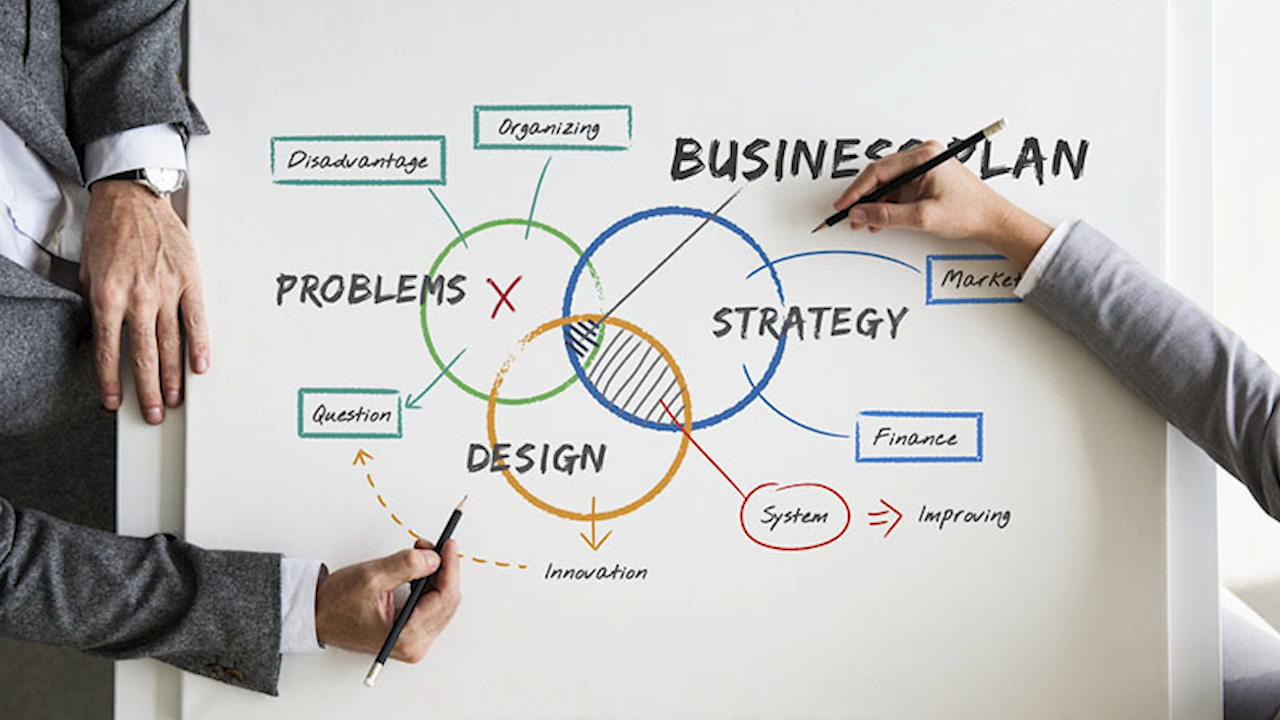 Organizing
Disadvantage
BUSINESS PLAN
PROBLEMS X
Market
STRATEGY
Question
Finance
DESIGN
System
Improving
Innovation